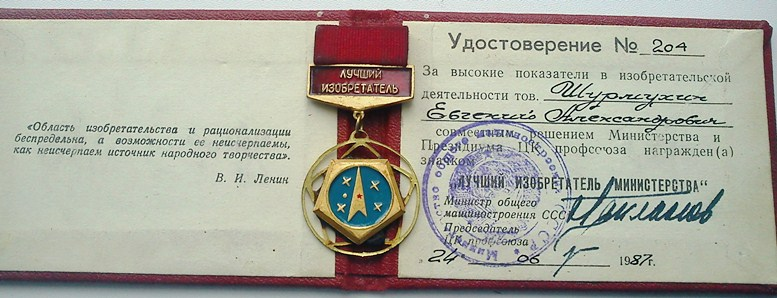 «Область изобретательства и рационализации
беспредельна, а возможности ее неисчерпаемы,
как неисчерпаем источник народного творчества».
В. И. Ленин
ЛУЧШИЙ
ИЗОБРЕТАТЕЛЬ
Удостоверение № 204
За высокие показатели в изобретательской
деятельности тов. Шурмухин
Евгений Александрович
совместным решением Министерства и
Президиума ЦК профсоюза награжден(а)
знаком
"ЛУЧШИЙ ИЗОБРЕТАТЕЛЬ МИНИСТЕРСТВА"
Министр общего
машиностроения СССР
Председатель
ЦК профсоюза
24 06 1987г.